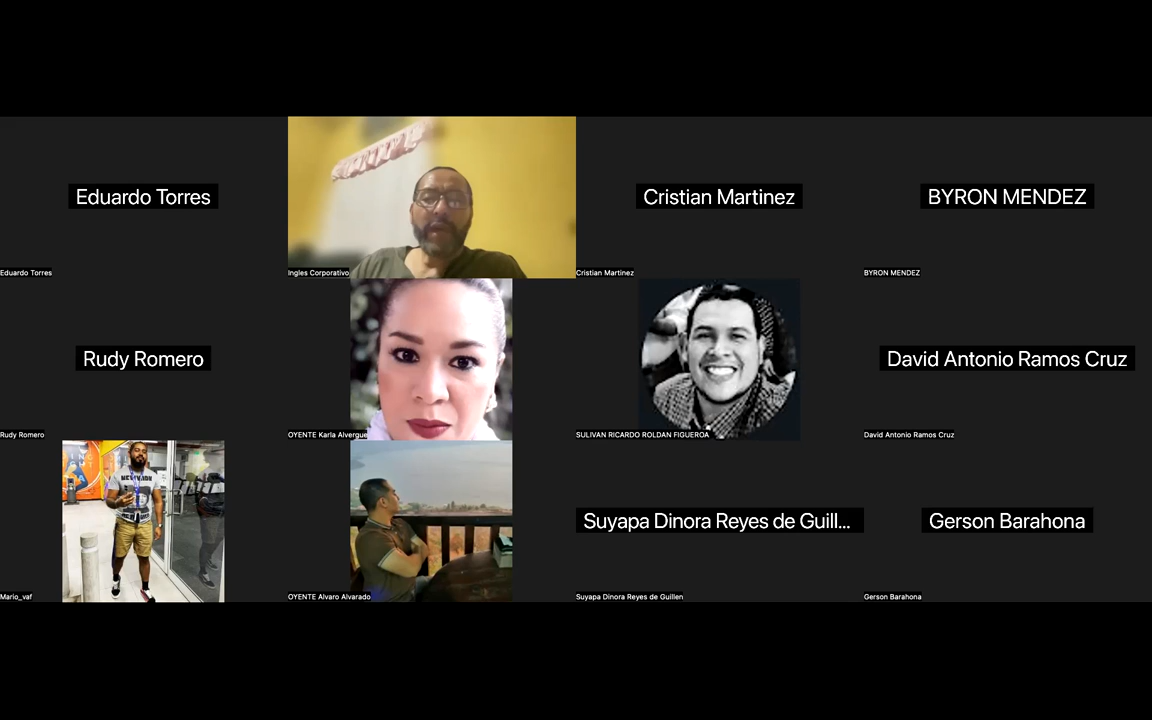 Eduardo Torres
Eduardo Torres
Ingles Corporativo
Cristian Martinez
Cristian Martinez
BYRON MENDEZ
BYRON MENDEZ
Rudy Romero
Rudy Romero
OYENTE Karla Alvergue
SULIVAN RICARDO ROLDAN FIGUEROA
David Antonio Ramos Cruz
David Antonio Ramos Cruz
Mario_vaf
OYENTE Alvaro Alvarado
Suyapa Dinora Reyes de Guill...
Suyapa Dinora Reyes de Guillen
Gerson Barahona
Gerson Barahona